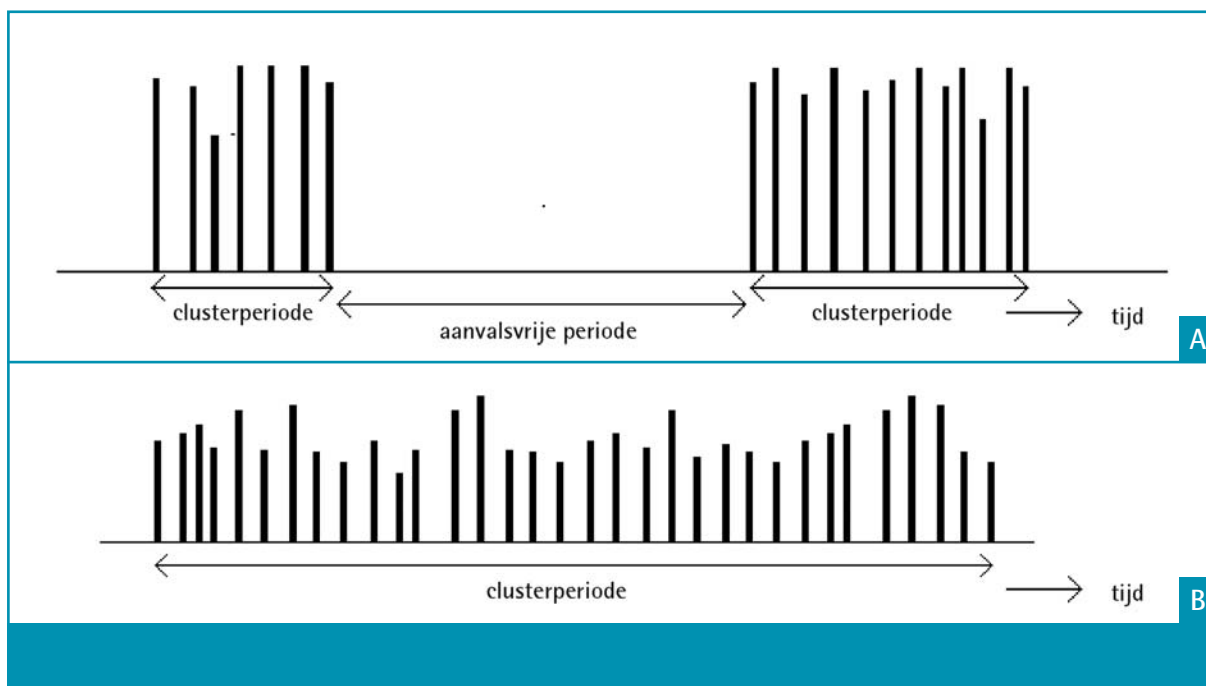 clusterperiode
aanvalsvrije periode
clusterperiode
tijd
A
clusterperiode
tijd
B